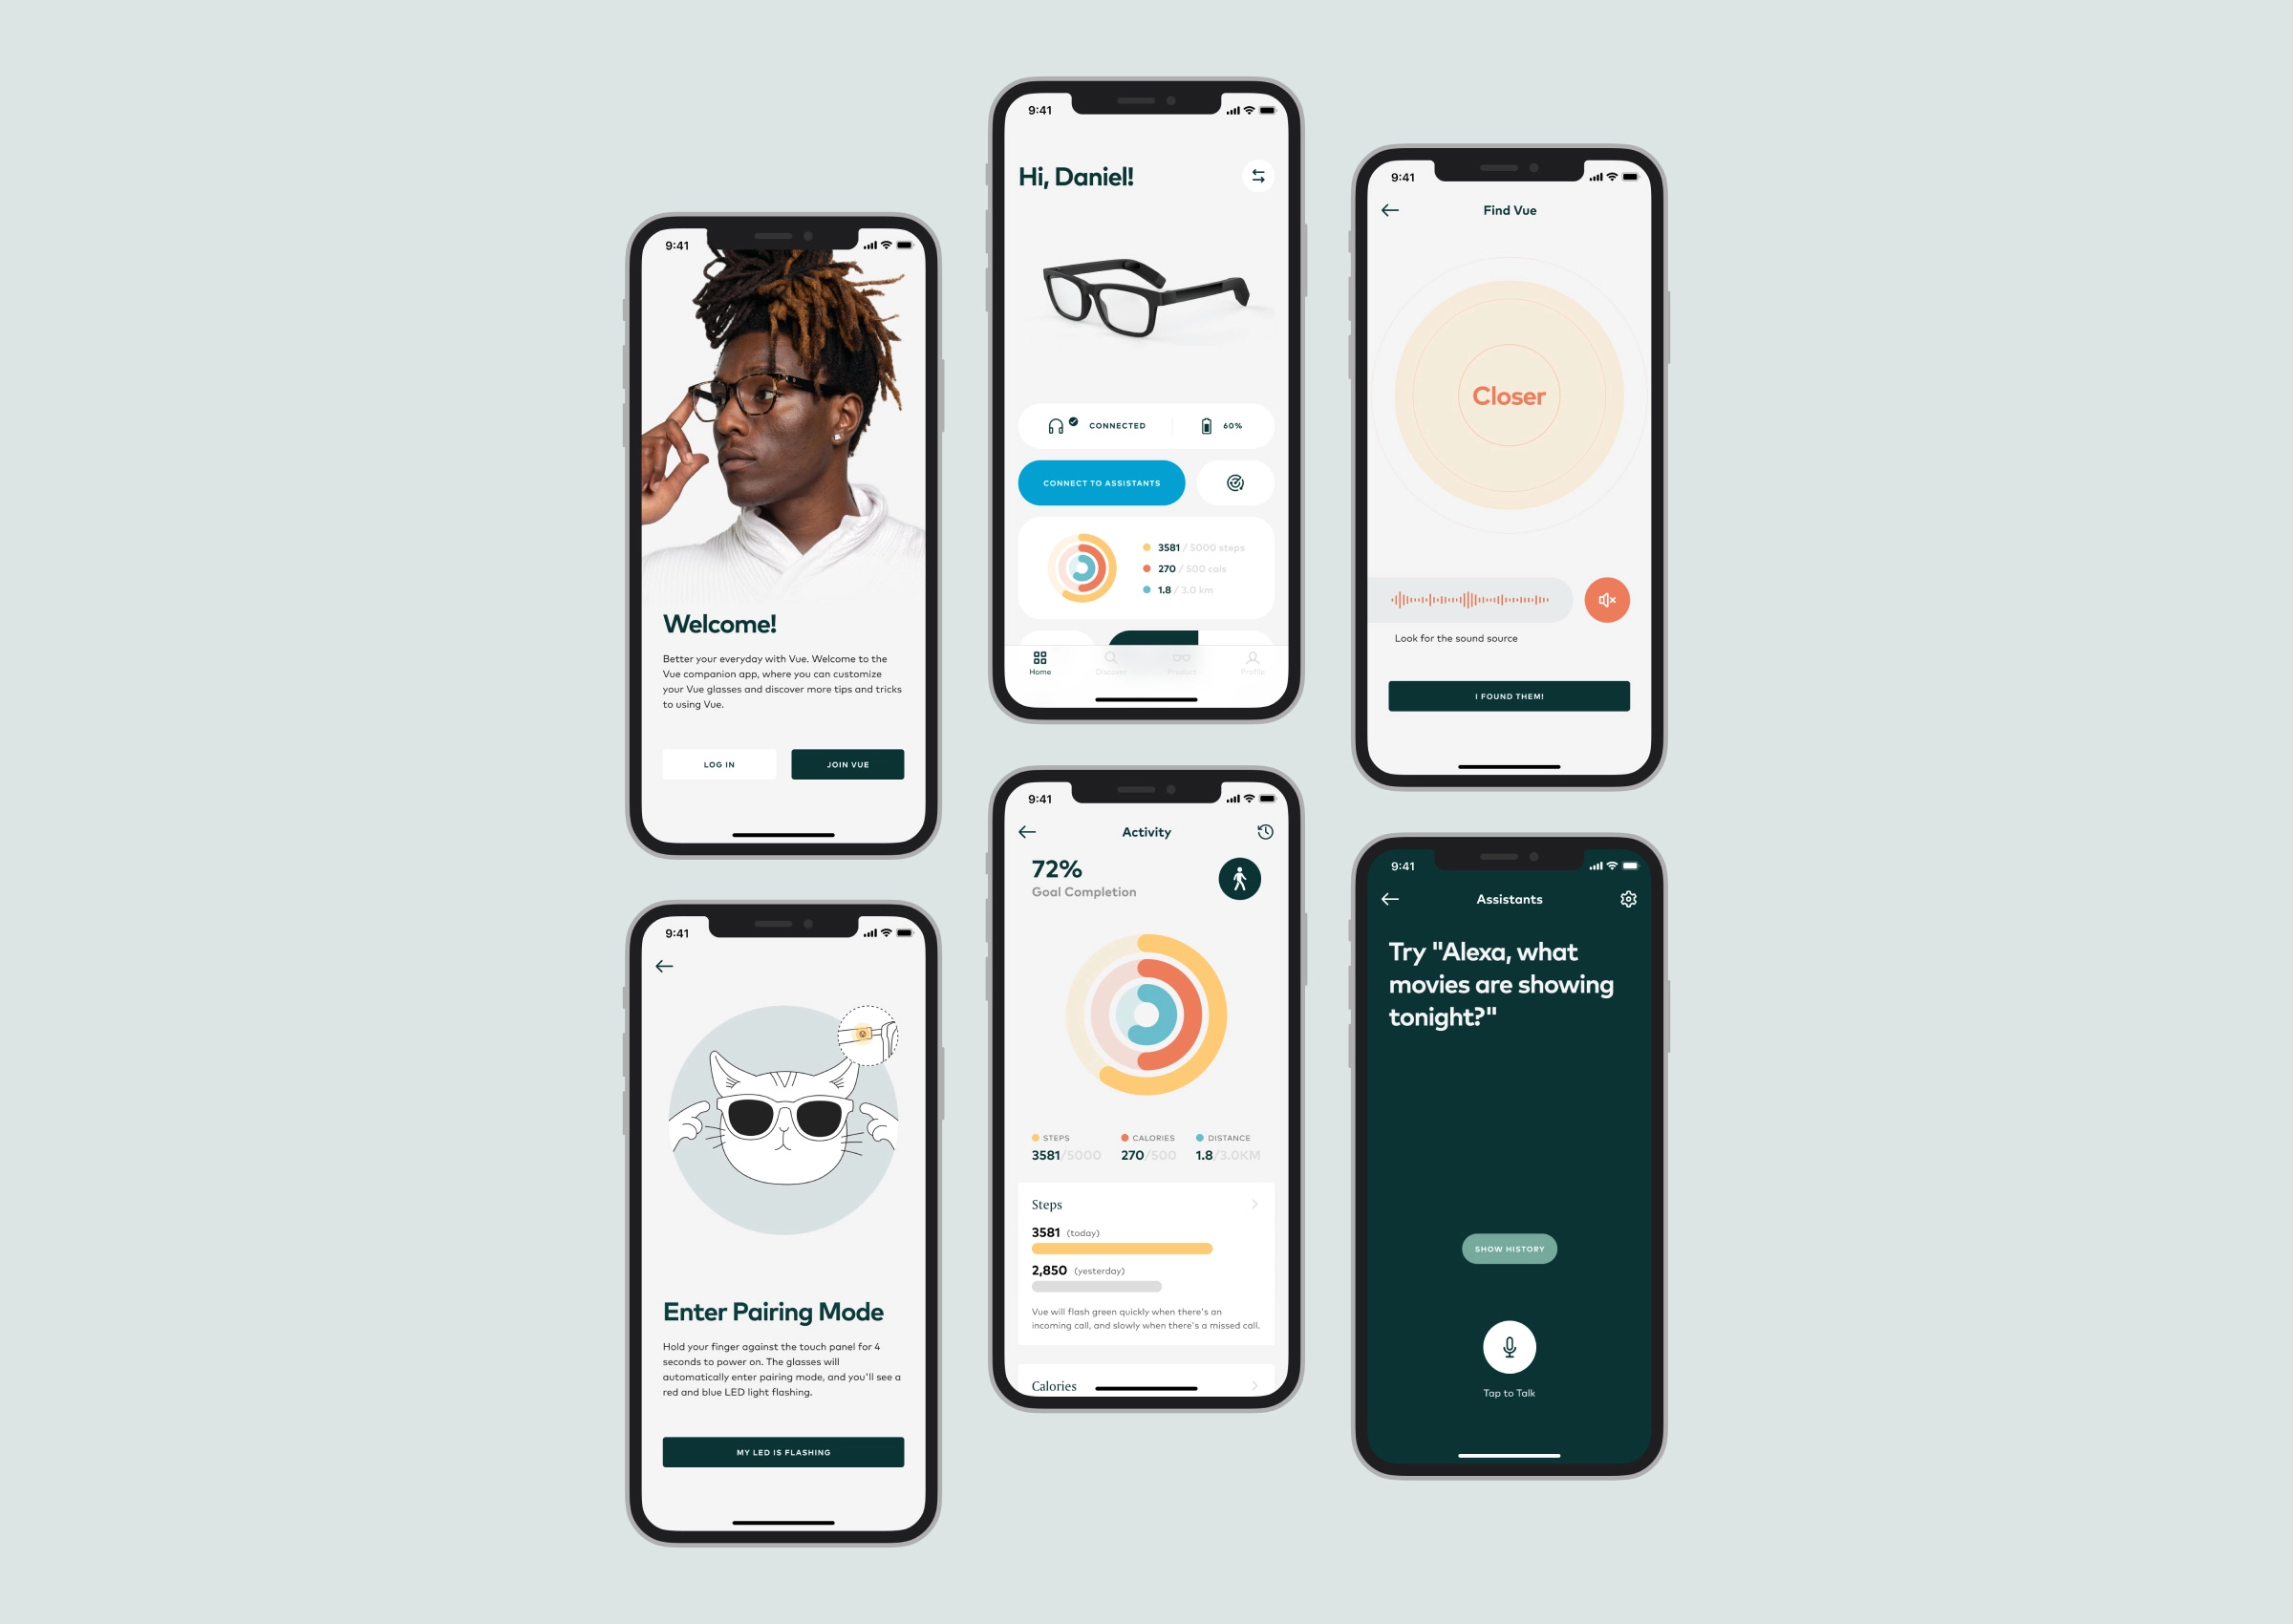 9:41
Welcome!
Better your everyday with Vue. Welcome to the
Vue companion app, where you can customize
your Vue glasses and discover more tips and tricks
to using Vue.
LOG IN
JOIN VUE
9:41
Enter Pairing Mode
Hold your finger against the touch panel for 4
seconds to power on. The glasses will
automatically enter pairing mode, and you'll see a
red and blue LED light flashing.
MY LED IS FLASHING
9:41
Hi, Daniel!
CONNECTED
60%
CONNECT TO ASSISTANTS
3581 / 5000 steps
270 / 500 cals
1.8 / 3.0 km
Home
Discover
Product
Profile
9:41
Activity
72%
Goal Completion
STEPS
3581/5000
CALORIES
270/500
DISTANCE
1.8/3.0KM
Steps
3581 (today)
2,850 (yesterday)
Vue will flash green quickly when there's an
incoming call, and slowly when there's a missed call.
Calories
9:41
Find Vue
Closer
Look for the sound source
I FOUND THEM!
9:41
Assistants
Try "Alexa, what
movies are showing
tonight?"
SHOW HISTORY
Tap to Talk